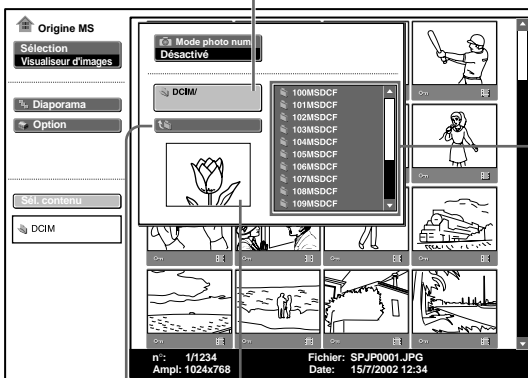 Origine MS
Sélection
Visualiseur d'images
Diaporama
Option
Sél. contenu
DCIM
Mode photo num.
Désactivé
DCIM/
100MSDCF
101MSDCF
102MSDCF
103MSDCF
104MSDCF
105MSDCF
106MSDCF
107MSDCF
108MSDCF
109MSDCF
n°: 1/1234
Ampl: 1024x768
Fichier: SPJP0001.JPG
Date: 15/7/2002 12:34